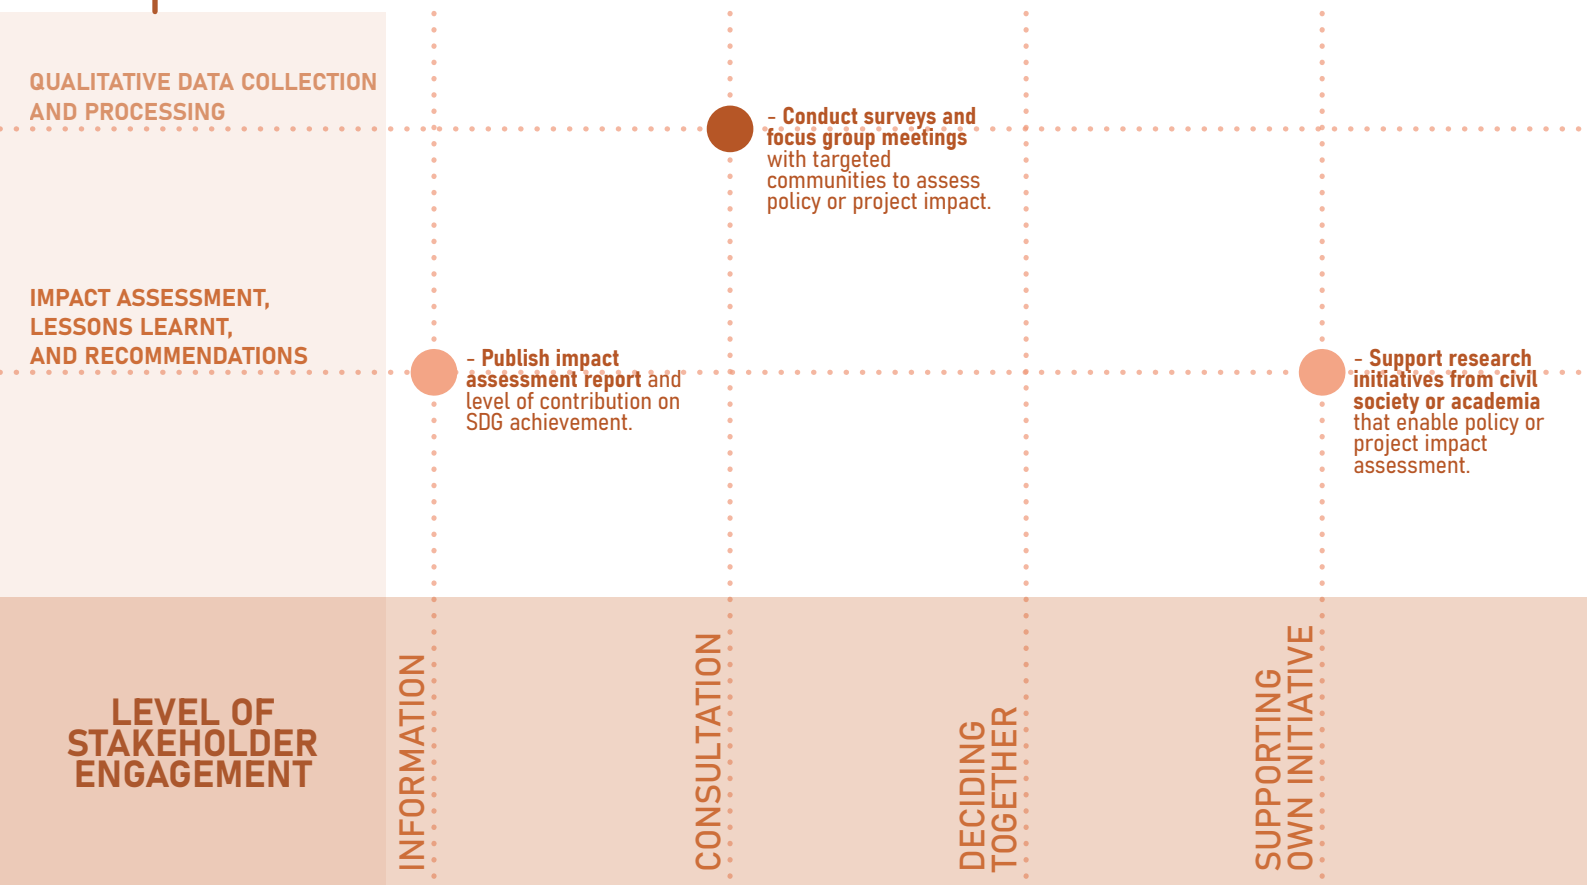 QUALITATIVE DATA COLLECTION
AND PROCESSING
- Conduct surveys and
focus group meetings
with targeted
communities to assess
policy or project impact.
IMPACT ASSESSMENT,
LESSONS LEARNT,
AND RECOMMENDATIONS
- Publish impact
assessment report and
level of contribution on
SDG achievement.
- Support research
initiatives from civil
society or academia
that enable policy or
project impact
assessment.
LEVEL OF
STAKEHOLDER
ENGAGEMENT
INFORMATION
CONSULTATION
DECIDING
TOGETHER
SUPPORTING
OWN INITIATIVE